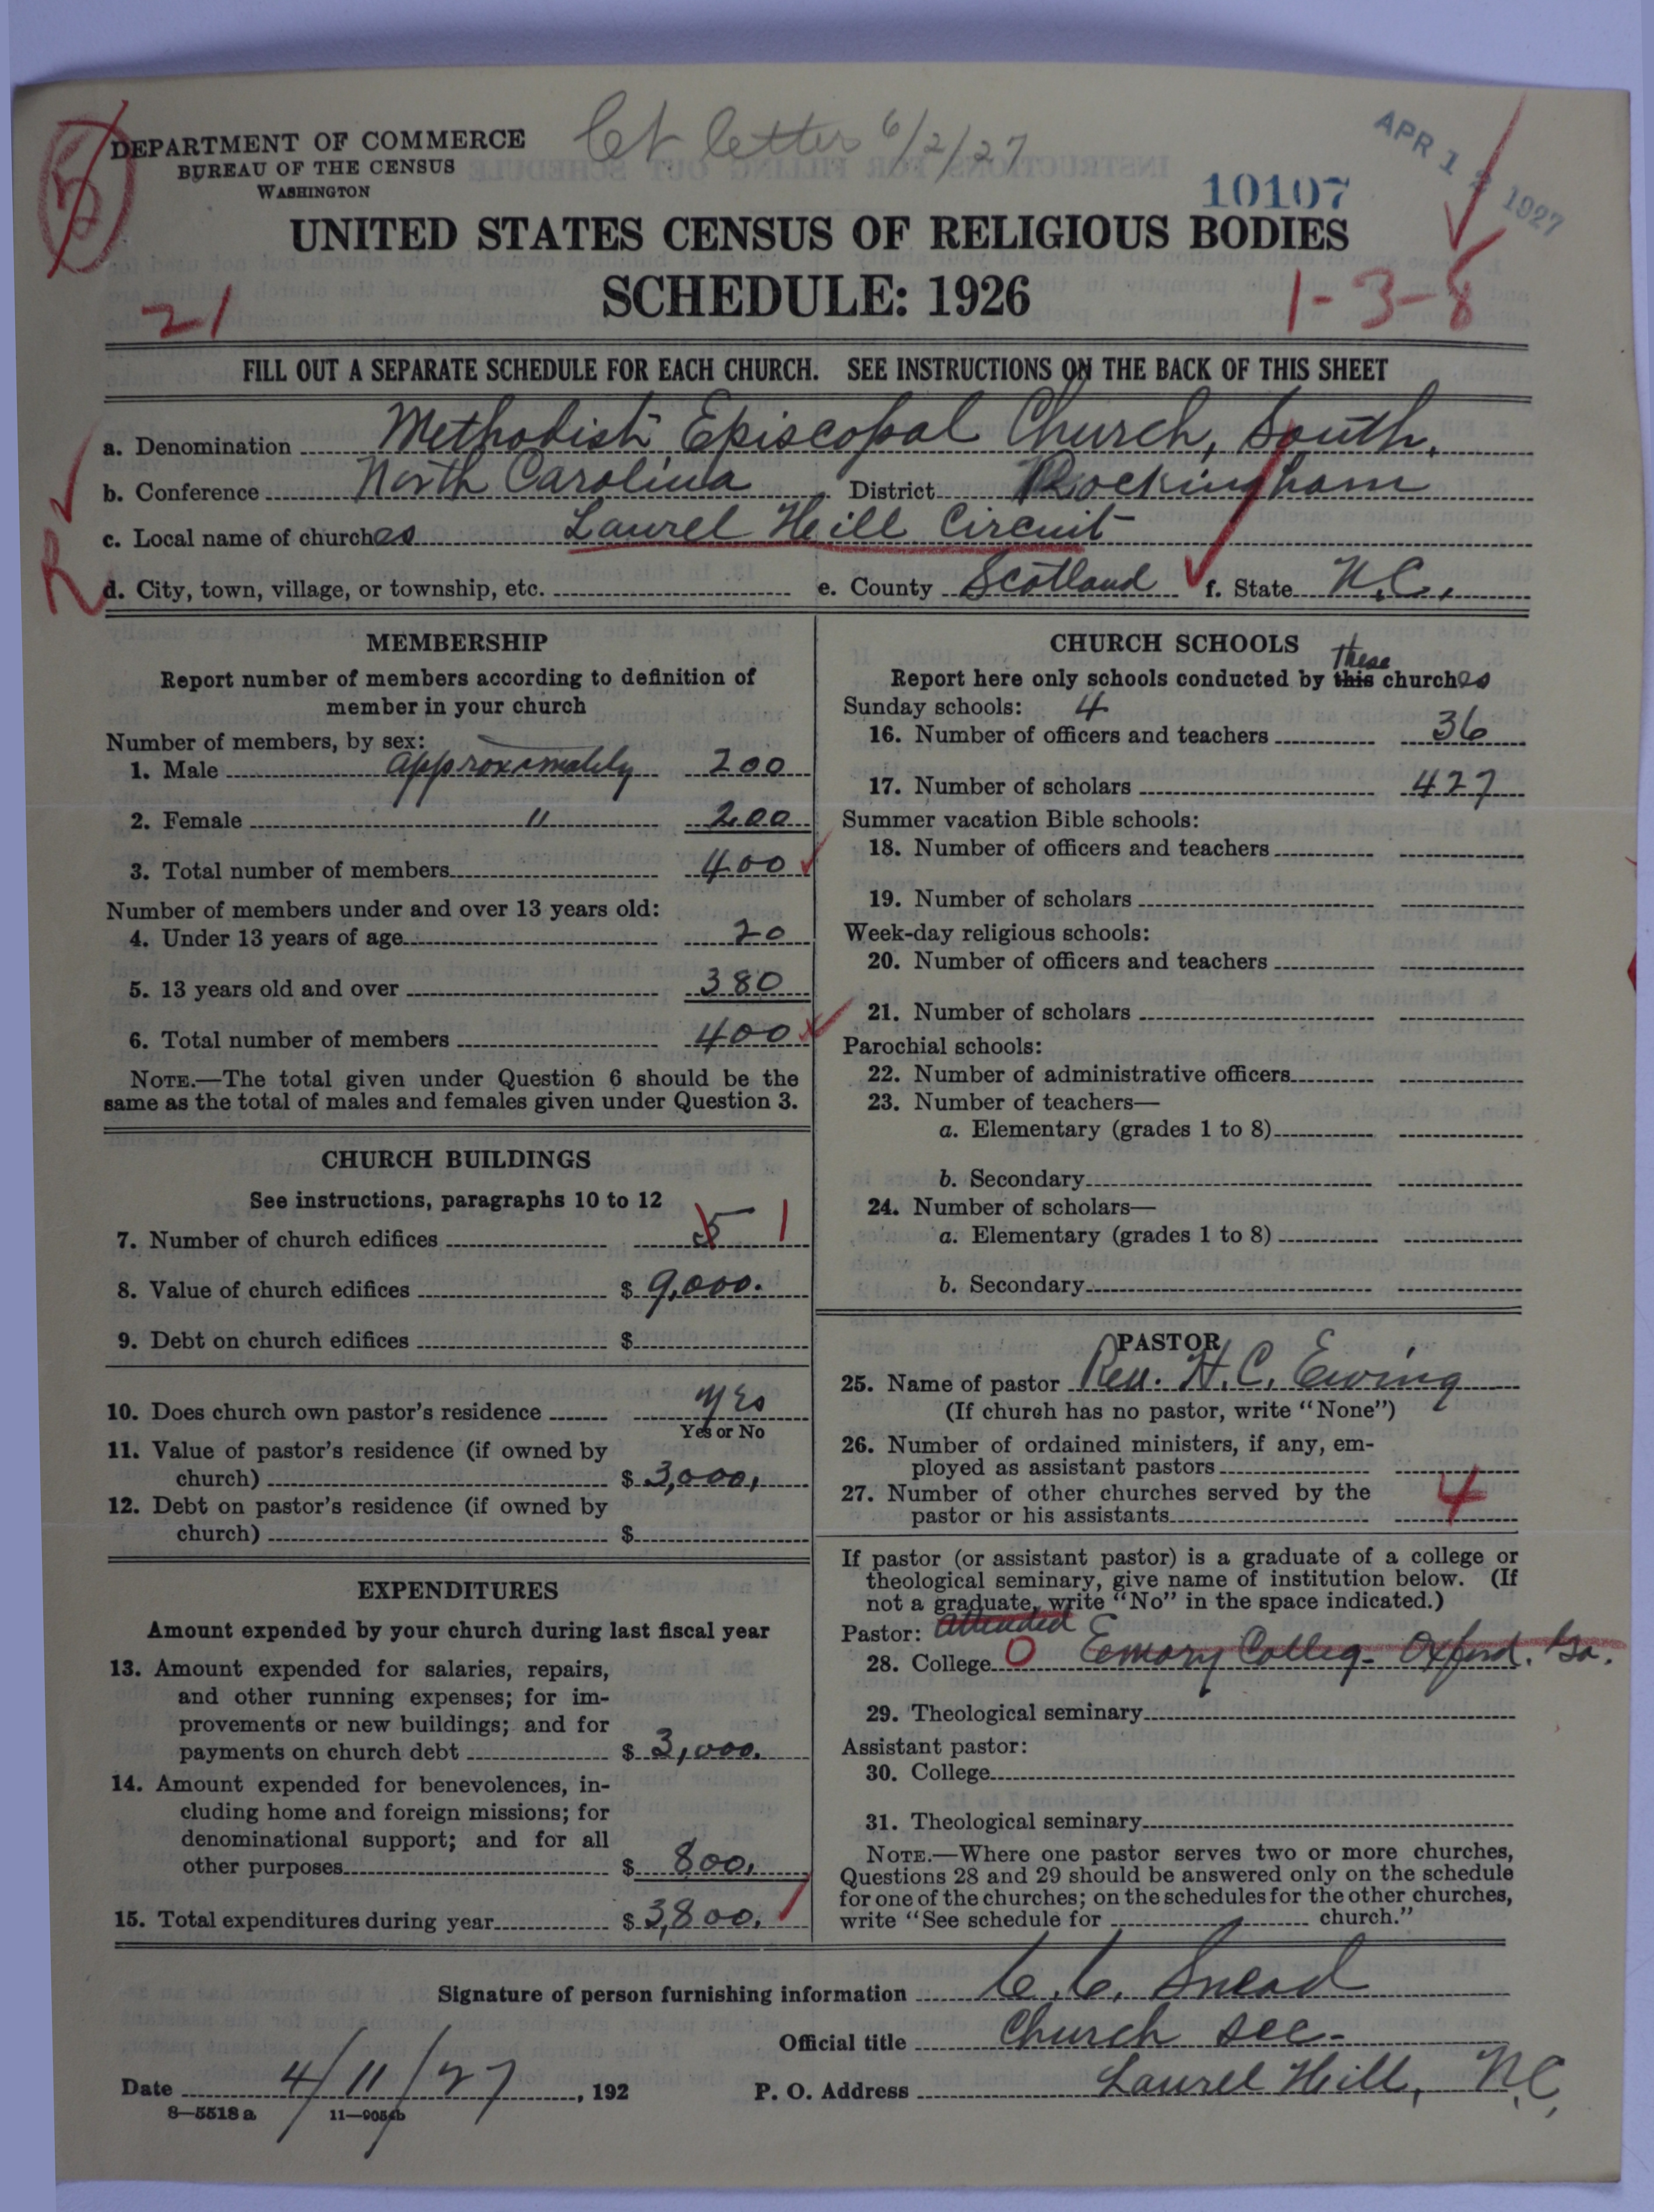 Ct letter 6/2/27
APR 12 1927
DEPARTMENT OF COMMERCE
BUREAU OF THE CENSUS
WASHINGTON
10107
UNITED STATES CENSUS OF RELIGIOUS BODIES
SCHEDULE: 1926
21
1-3-8
FILL OUT A SEPARATE SCHEDULE FOR EACH CHURCH. SEE INSTRUCTIONS ON THE BACK OF THIS SHEET
a. Denomination Methodist Episcopal Church, South.
b. Conference North Carolina District Rockingham
c. Local name of churches Laurel Heill Circuit
R
d. City, town, village, or township, etc. e. County Scotland f. State N.C.
MEMBERSHIP
Report number of members according to definition of
member in your church
Number of members, by sex:
1. Male approximately 200
2. Female " 200
3. Total number of members 400
Number of members under and over 13 years old:
4. Under 13 years of age 20
5. 13 years old and over 380
6. Total number of members 400
NOTE.—The total given under Question 6 should be the
same as the total of males and females given under Question 3.
CHURCH BUILDINGS
See instructions, paragraphs 10 to 12
7. Number of church edifices 5 1
8. Value of church edifices $ 9,000.
9. Debt on church edifices $
10. Does church own pastor's residence yes
Yes or No
11. Value of pastor's residence (if owned by
church) $ 3,000.
12. Debt on pastor's residence (if owned by
church) $
EXPENDITURES
Amount expended by your church during last fiscal year
13. Amount expended for salaries, repairs,
and other running expenses; for im-
provements or new buildings; and for
payments on church debt $ 3,000.
14. Amount expended for benevolences, in-
cluding home and foreign missions; for
denominational support; and for all
other purposes $ 800.
15. Total expenditures during year $ 3,800.
CHURCH SCHOOLS
these
Report here only schools conducted by this churches
Sunday schools: 4
16. Number of officers and teachers 36
17. Number of scholars 427
Summer vacation Bible schools:
18. Number of officers and teachers
19. Number of scholars
Week-day religious schools:
20. Number of officers and teachers
21. Number of scholars
Parochial schools:
22. Number of administrative officers
23. Number of teachers—
a. Elementary (grades 1 to 8)
b. Secondary
24. Number of scholars—
a. Elementary (grades 1 to 8)
b. Secondary
PASTOR
25. Name of pastor Rev. H. C. Ewing
(If church has no pastor, write "None")
26. Number of ordained ministers, if any, em-
ployed as assistant pastors
27. Number of other churches served by the
pastor or his assistants 4
If pastor (or assistant pastor) is a graduate of a college or
theological seminary, give name of institution below. (If
not a graduate, write "No" in the space indicated.)
Pastor: attended
28. College O Eemory Colleg- Oxford. Ga.
29. Theological seminary
Assistant pastor:
30. College
31. Theological seminary
NOTE.—Where one pastor serves two or more churches,
Questions 28 and 29 should be answered only on the schedule
for one of the churches; on the schedules for the other churches,
write "See schedule for church."
Signature of person furnishing information C. C. Snead
Official title Church sec-
Date 4/11/27, 192 P. O. Address Laurel Heill, N.C,
8—5518 a 11—9054b